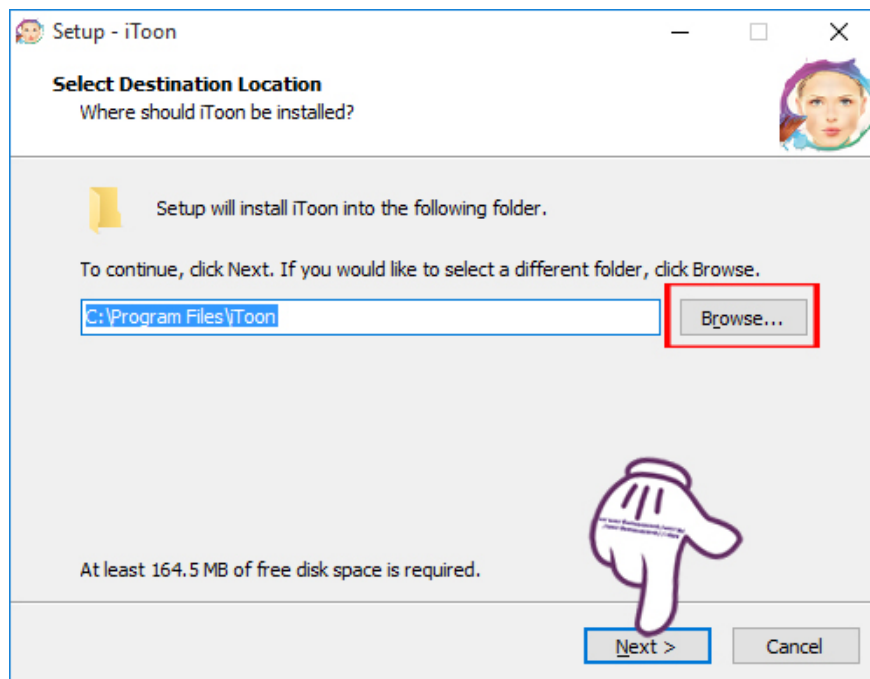 Setup - iToon
Select Destination Location
Where should iToon be installed?
Setup will install iToon into the following folder.
To continue, click Next. If you would like to select a different folder, click Browse.
C:\Program Files\iToon
Browse...
At least 164.5 MB of free disk space is required.
Next >
Cancel